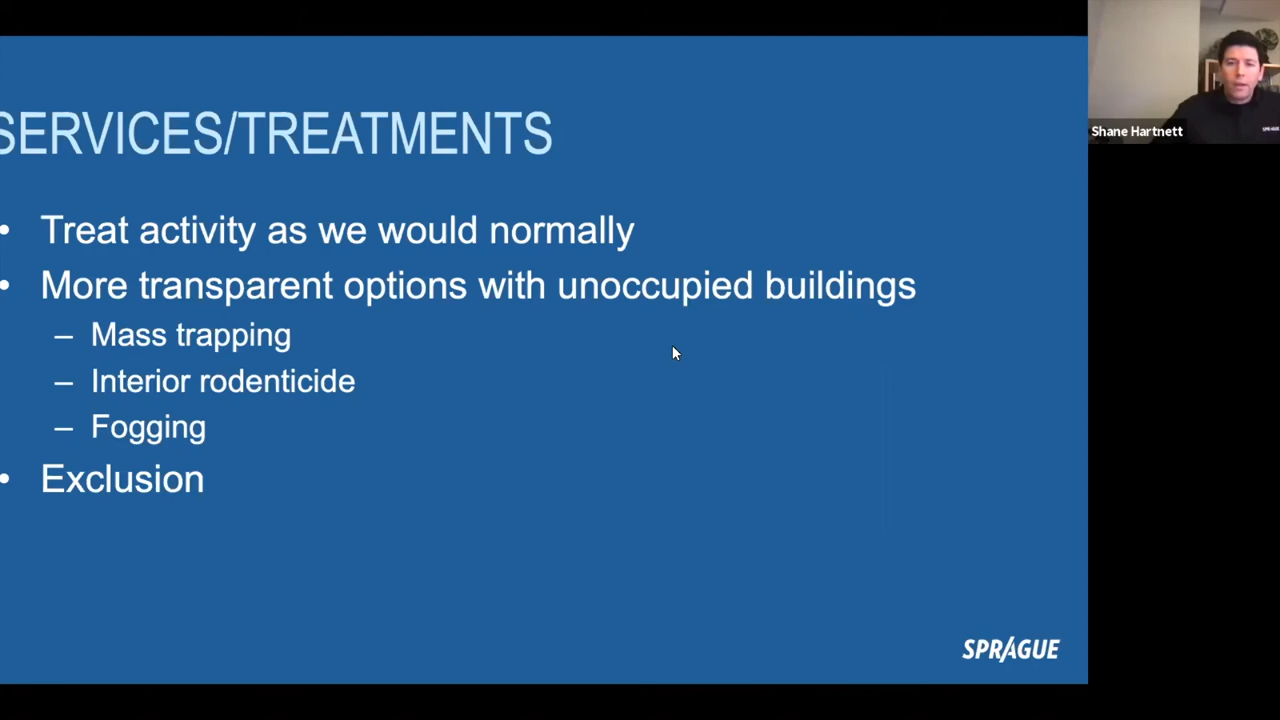 SERVICES/TREATMENTS
• Treat activity as we would normally
• More transparent options with unoccupied buildings
– Mass trapping
– Interior rodenticide
– Fogging
• Exclusion
SPRAGUE
Shane Hartnett